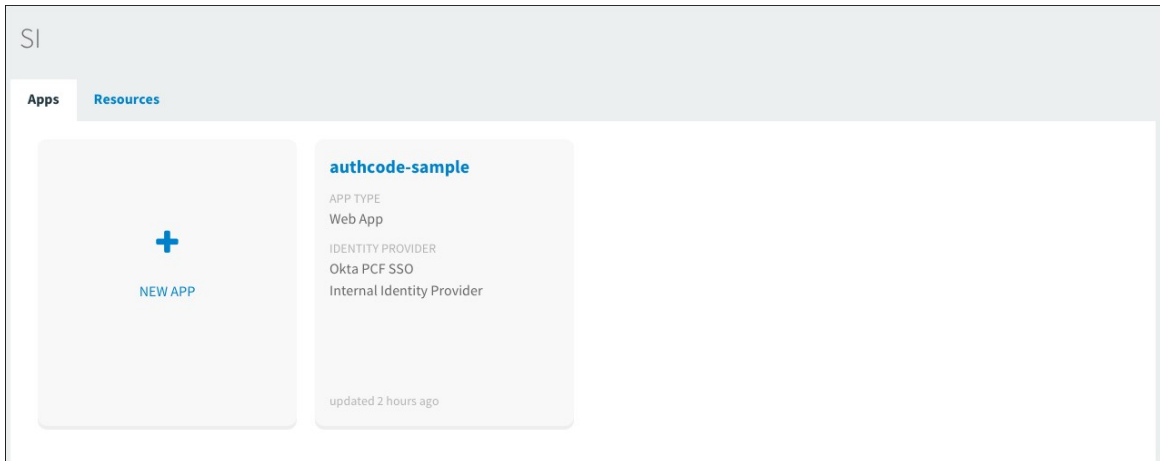 SI
Apps
Resources
NEW APP
authcode-sample
APP TYPE
Web App
IDENTITY PROVIDER
Okta PCF SSO
Internal Identity Provider
updated 2 hours ago